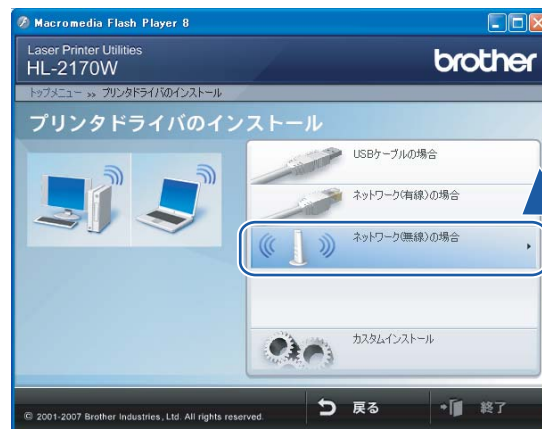 Macromedia Flash Player 8
Laser Printer Utilities
HL-2170W
brother
トップメニュー >> プリンタドライバのインストール
プリンタドライバのインストール
USBケーブルの場合
ネットワーク(有線)の場合
ネットワーク(無線)の場合
カスタムインストール
© 2001-2007 Brother Industries, Ltd. All rights reserved.
戻る
終了